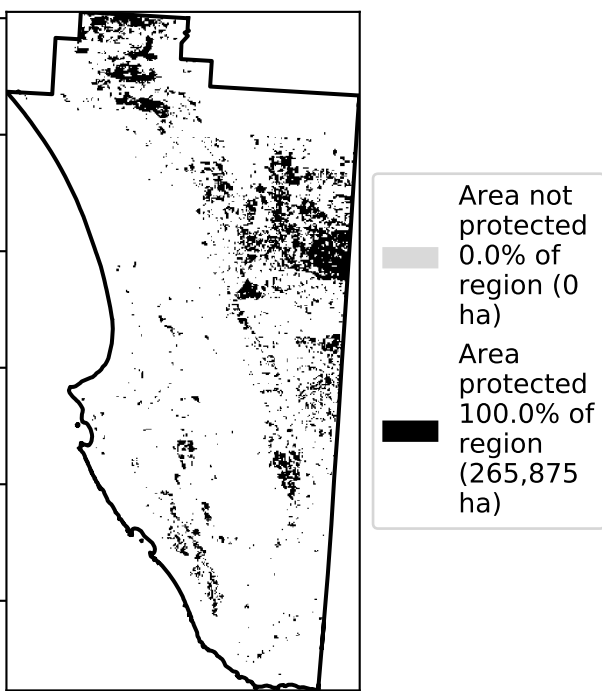 Area not
protected
0.0% of
region (0
ha)
Area
protected
100.0% of
region
(265,875
ha)